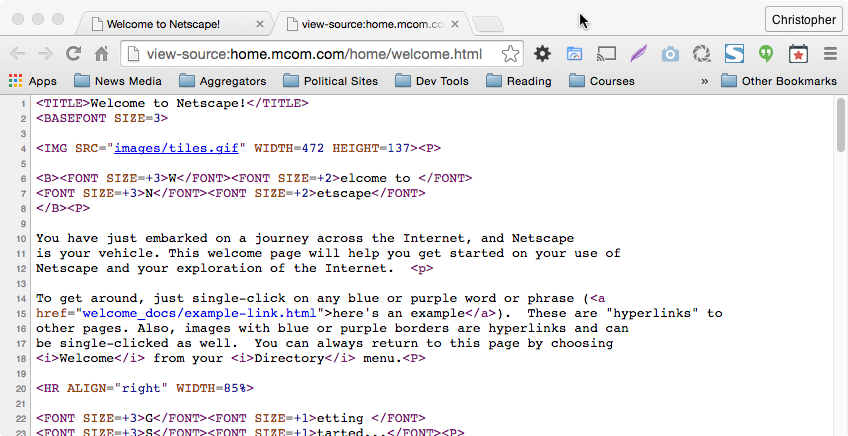 Welcome to Netscape!
view-source:home.mcom.co
Christopher
view-source:home.mcom.com/home/welcome.html
Apps News Media Aggregators Political Sites Dev Tools Reading Courses » Other Bookmarks
1 <TITLE>Welcome to Netscape!</TITLE>
2 <BASEFONT SIZE=3>
3
4 <IMG SRC="images/tiles.gif" WIDTH=472 HEIGHT=137><P>
5
6 <B><FONT SIZE=+3>W</FONT><FONT SIZE=+2>elcome to </FONT>
7 <FONT SIZE=+3>N</FONT><FONT SIZE=+2>etscape</FONT>
8 </B><P>
9
10 You have just embarked on a journey across the Internet, and Netscape
11 is your vehicle. This welcome page will help you get started on your use of
12 Netscape and your exploration of the Internet.  <p>
13
14 To get around, just single-click on any blue or purple word or phrase (<a
15 href="welcome_docs/example-link.html">here's an example</a>).  These are "hyperlinks" to
16 other pages. Also, images with blue or purple borders are hyperlinks and can
17 be single-clicked as well.  You can always return to this page by choosing
18 <i>Welcome</i> from your <i>Directory</i> menu.<P>
19
20 <HR ALIGN="right" WIDTH=85%>
21
22 <FONT SIZE=+3>G</FONT><FONT SIZE=+1>etting </FONT>
23 <FONT SIZE=+3>S</FONT><FONT SIZE=+1>tarted...</FONT><P>